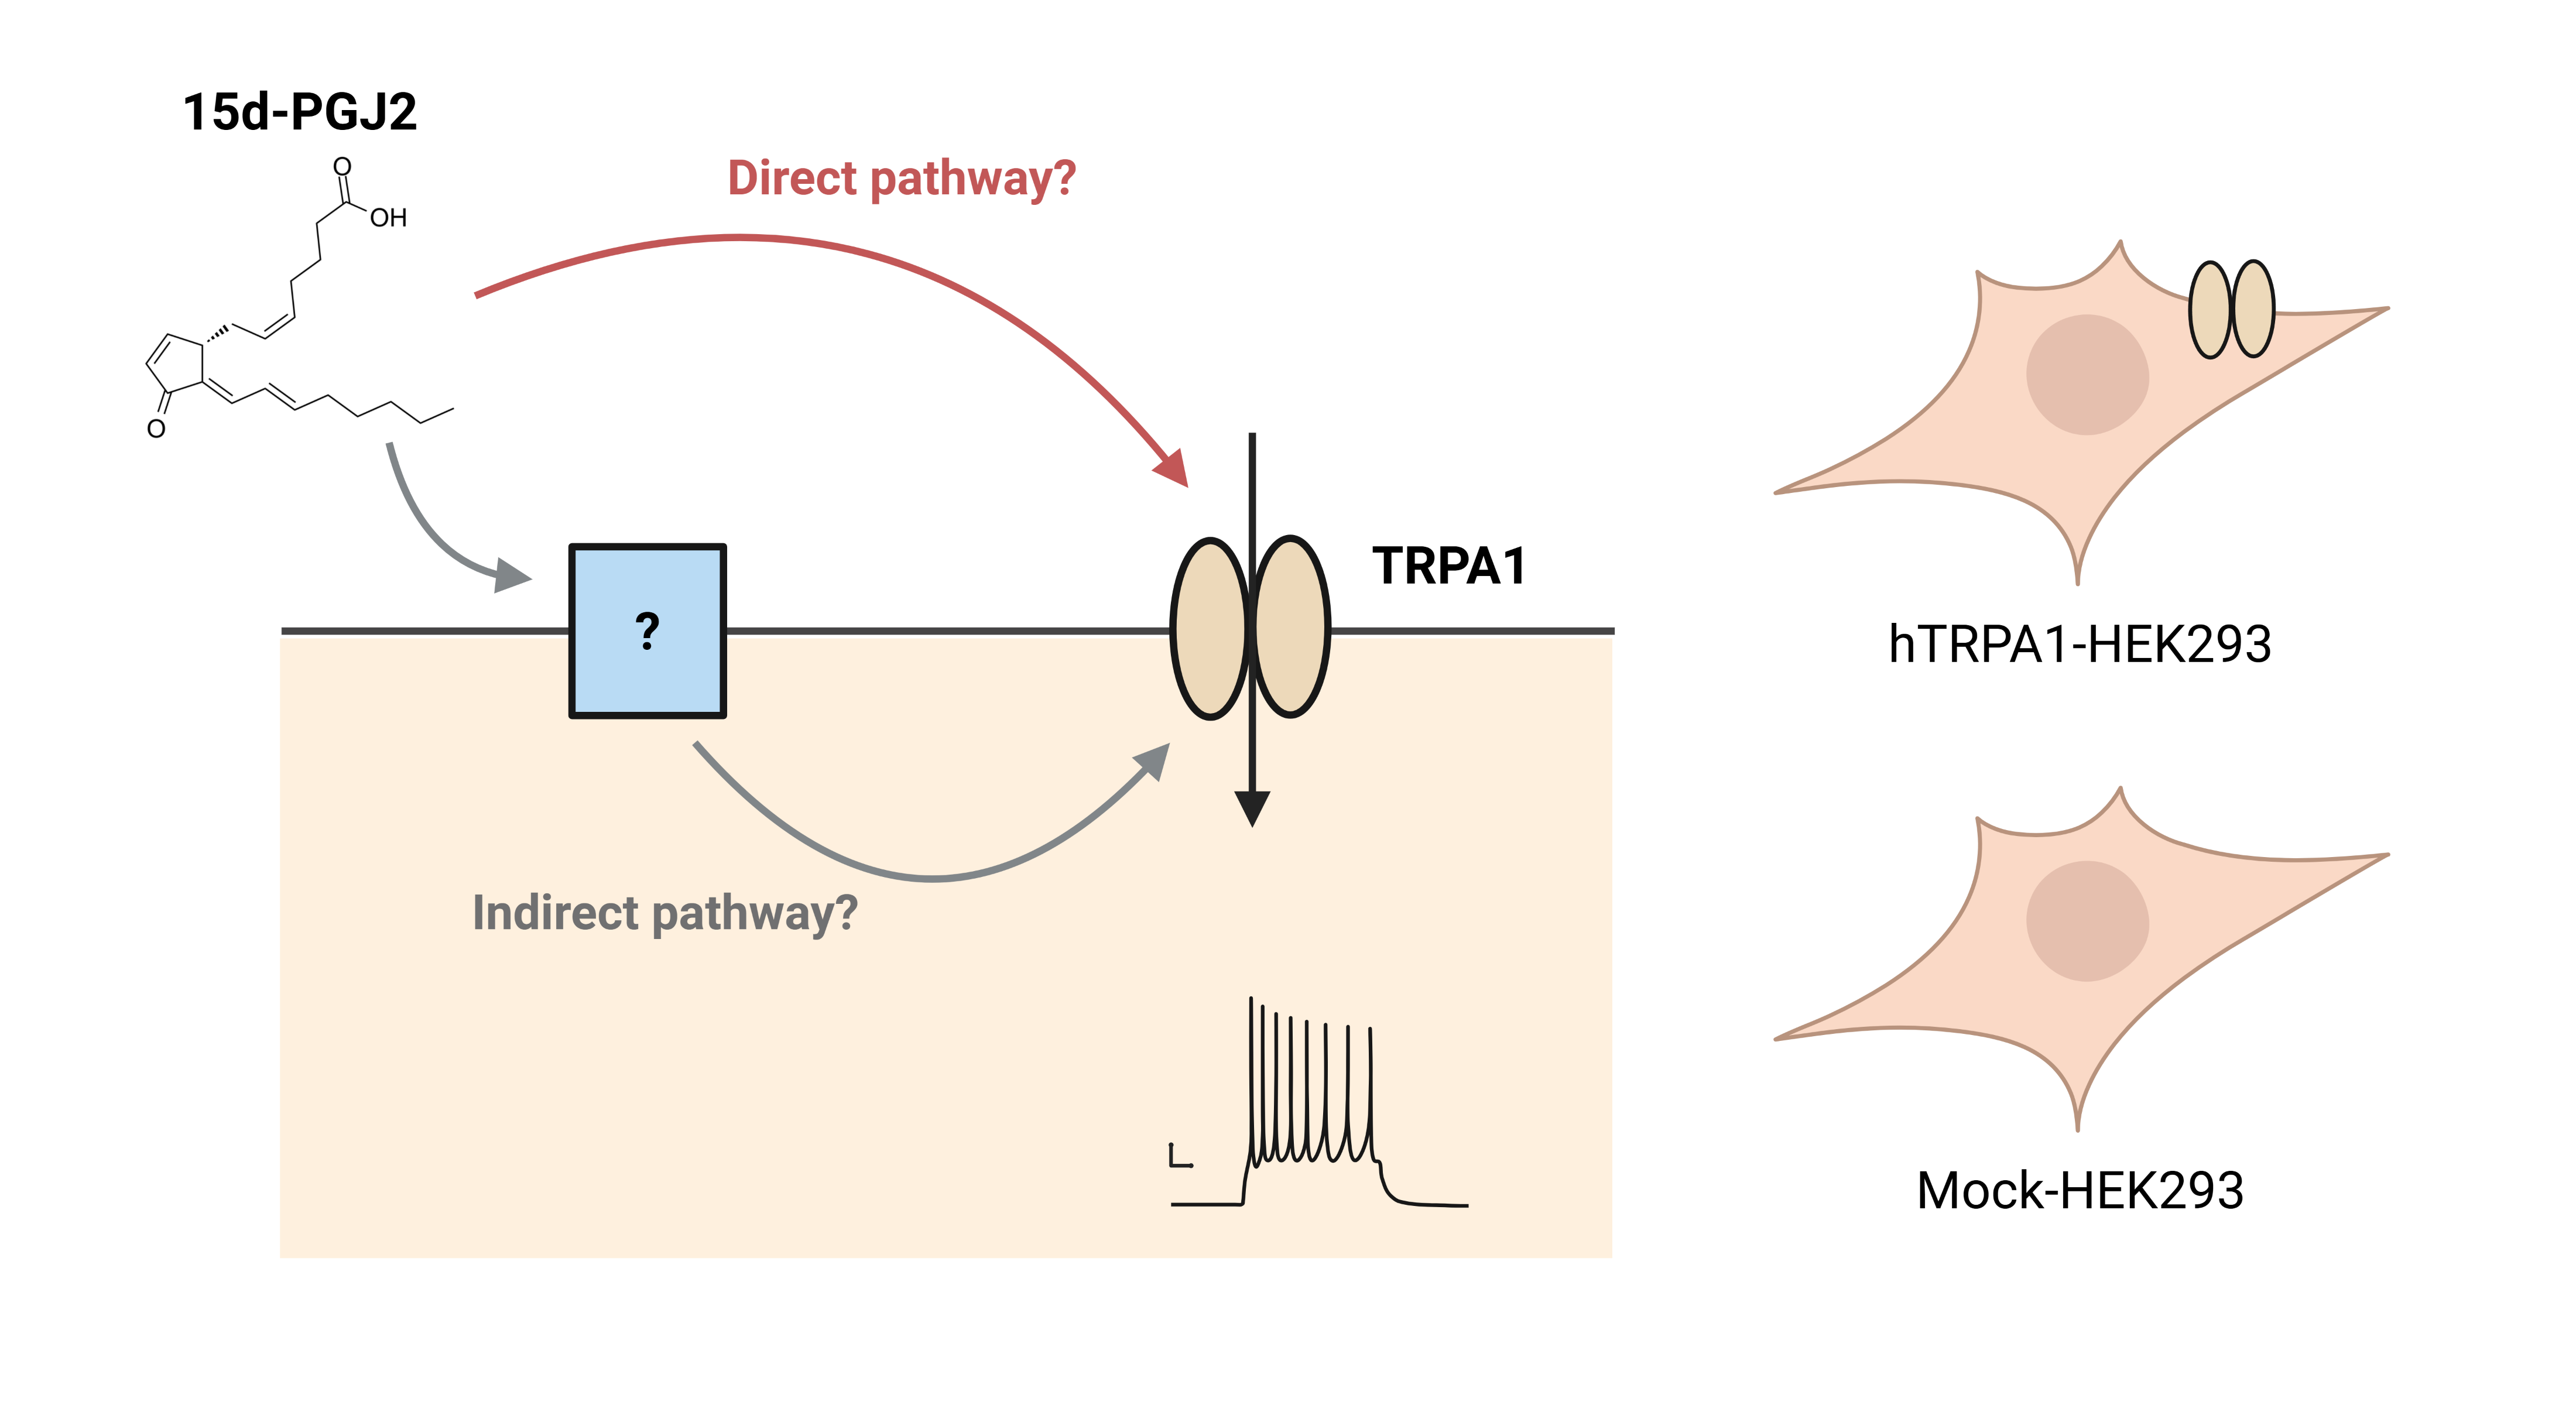 15d-PGJ2
O
OH
O
Direct pathway?
?
TRPA1
Indirect pathway?
hTRPA1-HEK293
Mock-HEK293